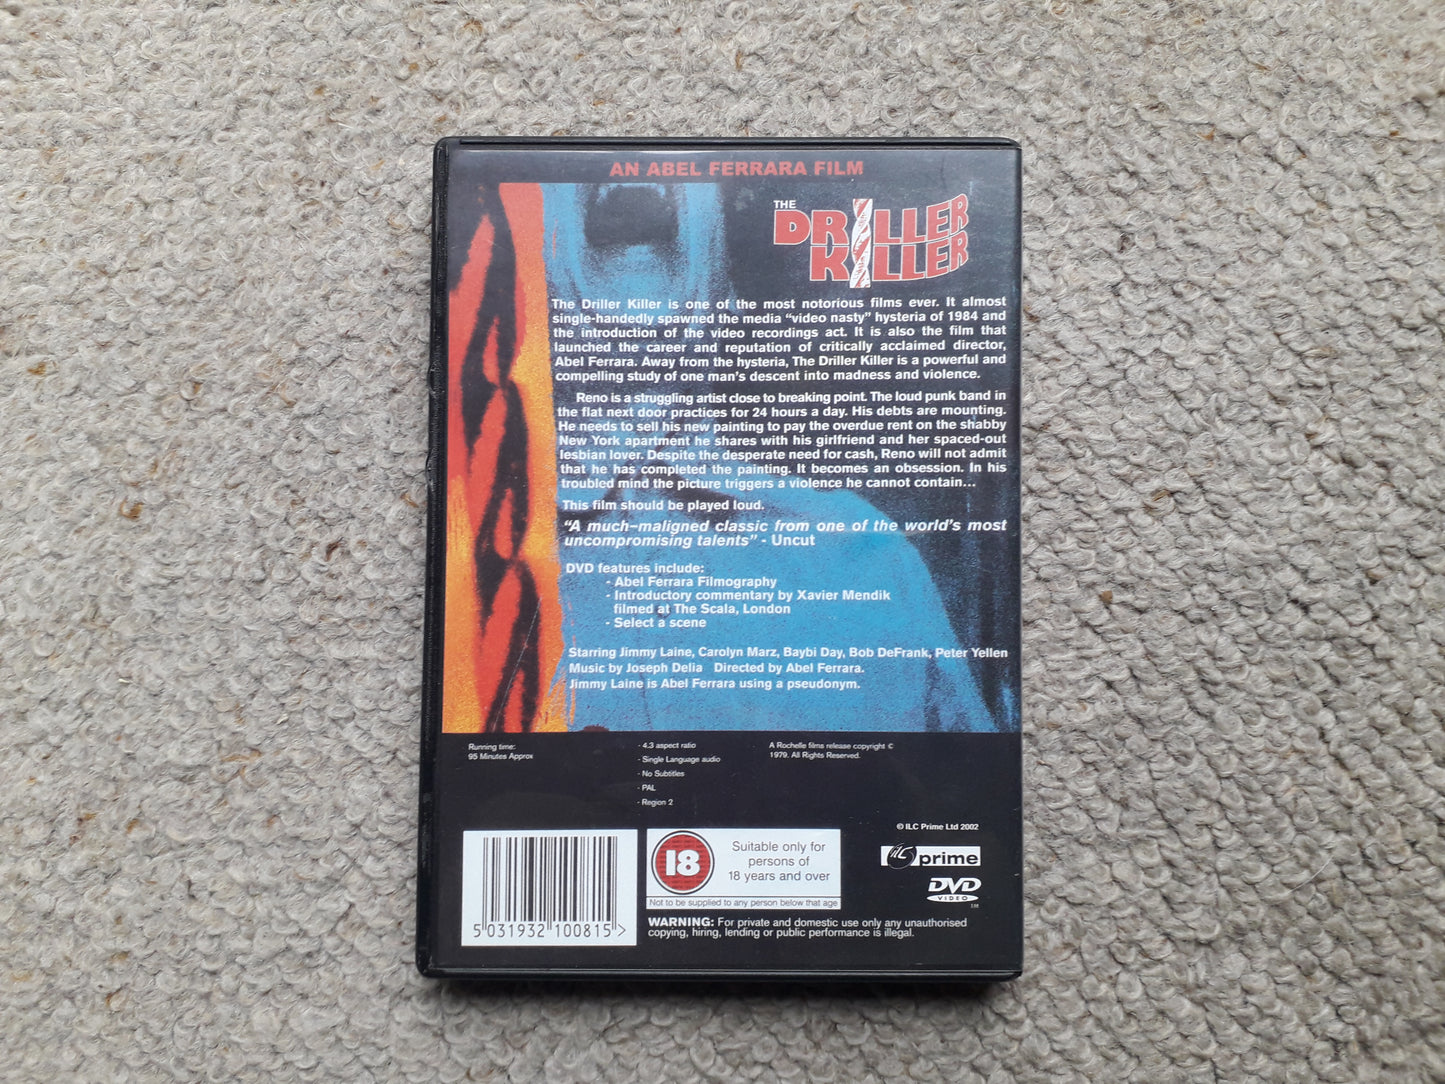 AN ABEL FERRARA FILM
THE
DRILLER
KILLER
The Driller Killer is one of the most notorious films ever. It almost
single-handedly spawned the media "video nasty" hysteria of 1984 and
the introduction of the video recordings act. It is also the film that
launched the career and reputation of critically acclaimed director,
Abel Ferrara. Away from the hysteria, The Driller Killer is a powerful and
compelling study of one man's descent into madness and violence.
Reno is a struggling artist close to breaking point. The loud punk band in
the flat next door practices for 24 hours a day. His debts are mounting.
He needs to sell his new painting to pay the overdue rent on the shabby
New York apartment he shares with his girlfriend and her spaced-out
lesbian lover. Despite the desperate need for cash, Reno will not admit
that he has completed the painting. It becomes an obsession. In his
troubled mind the picture triggers a violence he cannot contain...
This film should be played loud.
"A much-maligned classic from one of the world's most
uncompromising talents" - Uncut
DVD features include:
- Abel Ferrara Filmography
- Introductory commentary by Xavier Mendik
filmed at The Scala, London
- Select a scene
Starring Jimmy Laine, Carolyn Marz, Baybi Day, Bob DeFrank, Peter Yellen
Music by Joseph Delia Directed by Abel Ferrara.
Jimmy Laine is Abel Ferrara using a pseudonym.
Running time:
95 Minutes Approx
- 4.3 aspect ratio
- Single Language audio
- No Subtitles
- PAL
- Region 2
A Rochelle films release copyright ©
1979. All Rights Reserved.
© ILC Prime Ltd 2002
ilc prime
DVD
VIDEO
TM
18
Suitable only for
persons of
18 years and over
Not to be supplied to any person below that age
WARNING: For private and domestic use only any unauthorised
copying, hiring, lending or public performance is illegal.
5 031932 100815 >